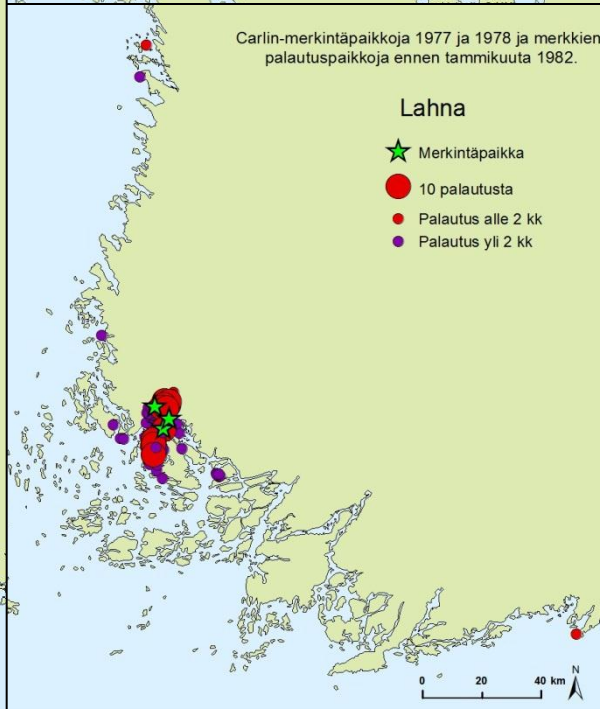 Carlin-merkintäpaikkoja 1977 ja 1978 ja merkkien
palautuspaikkoja ennen tammikuuta 1982.
Lahna
Merkintäpaikka
10 palautusta
Palautus alle 2 kk
Palautus yli 2 kk
N
0 20 40 km